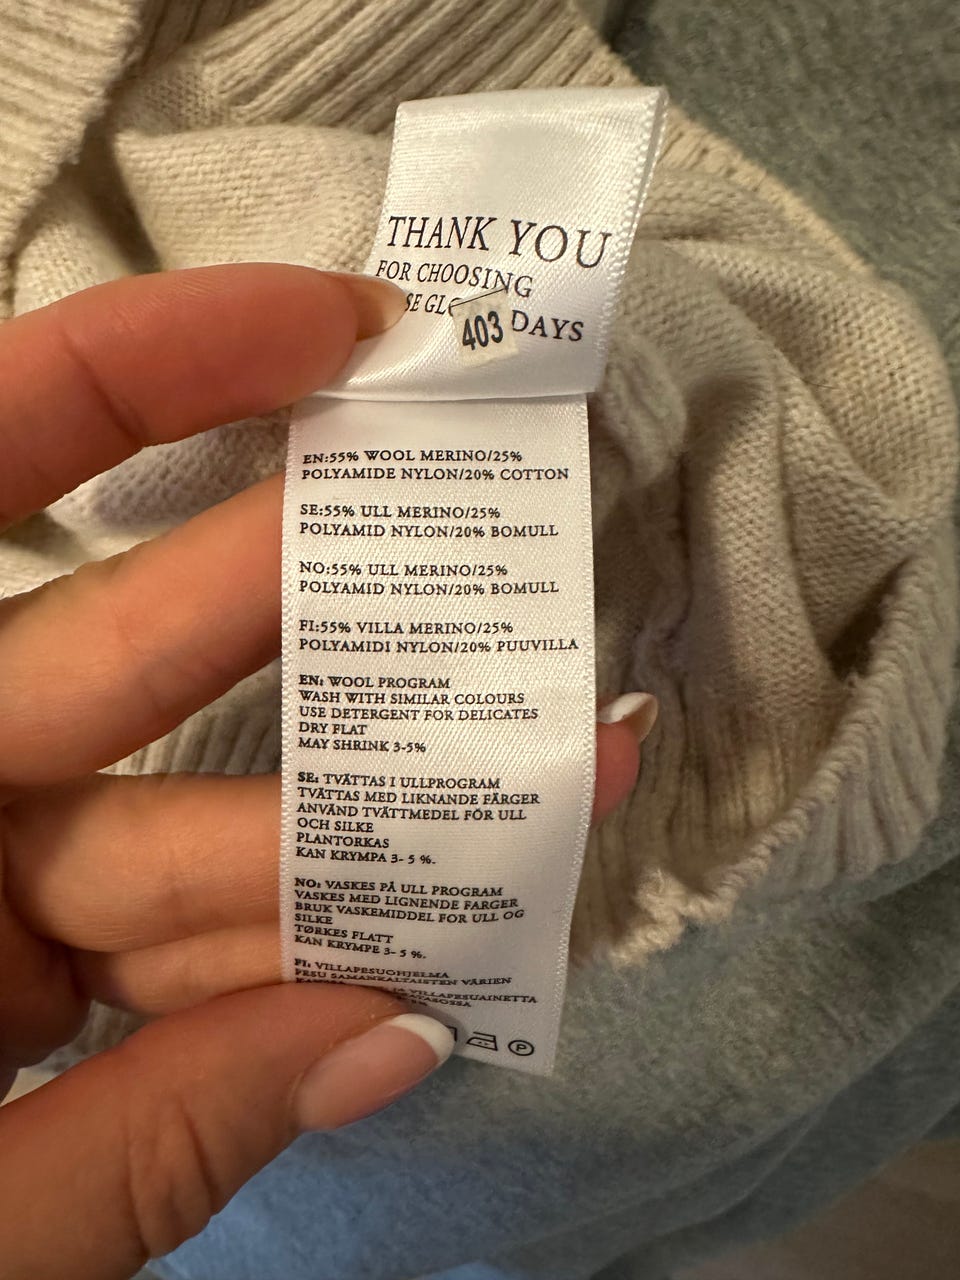 THANK YOU
FOR CHOOSING
DAYS
403
EN:55% WOOL MERINO/25%
POLYAMIDE NYLON/20% COTTON
SE:55% ULL MERINO/25%
POLYAMID NYLON/20% BOMULL
NO:55% ULL MERINO/25%
POLYAMID NYLON/20% BOMULL
FI:55% VILLA MERINO/25%
POLYAMIDI NYLON/20% PUUVILLA
EN: WOOL PROGRAM
WASH WITH SIMILAR COLOURS
USE DETERGENT FOR DELICATES
DRY FLAT
MAY SHRINK 3-5%
SE: TVÄTTAS I ULLPROGRAM
TVÄTTAS MED LIKNANDE FÄRGER
ANVÄND TVÄTTMEDEL FÖR ULL
OCH SILKE
PLANTORKAS
KAN KRYMPA 3- 5 %.
NO: VASKES PÅ ULL PROGRAM
VASKES MED LIGNENDE FARGER
BRUK VASKEMIDDEL FOR ULL OG
SILKE
TØRKES FLATT
KAN KRYMPE 3- 5 %.
FI: VILLAPESUOHJELMA
PESU SAMANKALTAISTEN VÄRIEN
JA VILLAPESUAINETTA
P